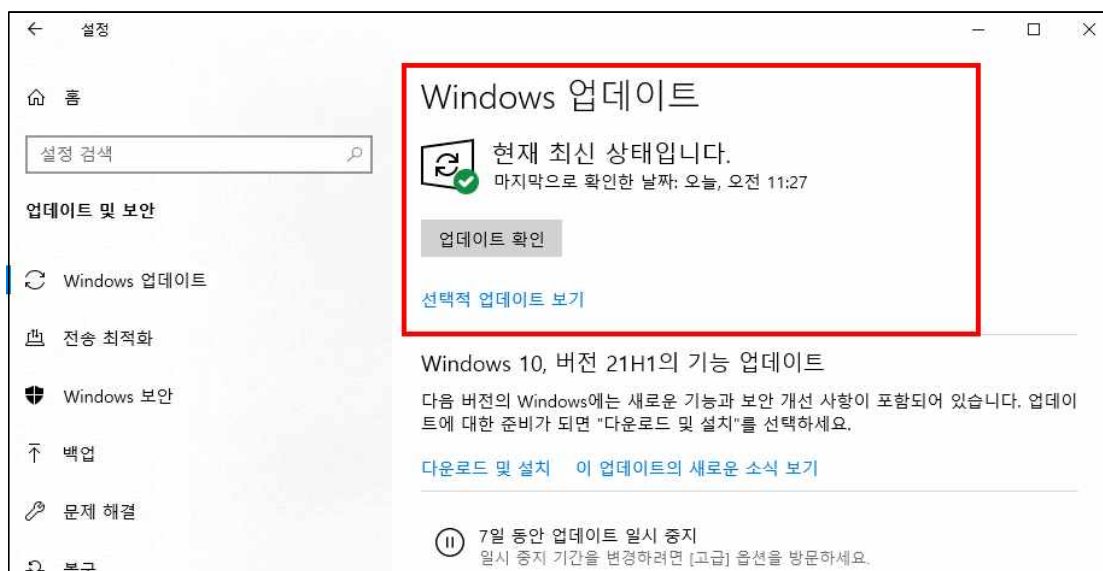 설정
홈
설정 검색
업데이트 및 보안
Windows 업데이트
전송 최적화
Windows 보안
백업
문제 해결
복구
Windows 업데이트
현재 최신 상태입니다.
마지막으로 확인한 날짜: 오늘, 오전 11:27
업데이트 확인
선택적 업데이트 보기
Windows 10, 버전 21H1의 기능 업데이트
다음 버전의 Windows에는 새로운 기능과 보안 개선 사항이 포함되어 있습니다. 업데이
트에 대한 준비가 되면 "다운로드 및 설치"를 선택하세요.
다운로드 및 설치 이 업데이트의 새로운 소식 보기
7일 동안 업데이트 일시 중지
일시 중지 기간을 변경하려면 [고급] 옵션을 방문하세요.